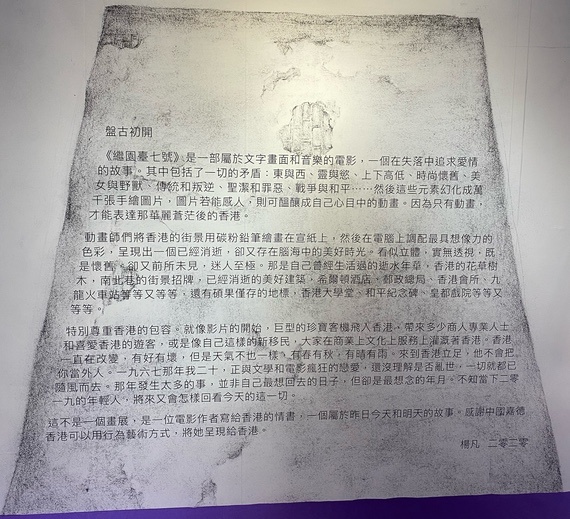 盤古初開
《繼園臺七號》是一部屬於文字畫面和音樂的電影，一個在失落中追求愛情
的故事。其中包括了一切的矛盾：東與西、靈與慾、上下高低、時尚懷舊、美
女與野獸、傳統和叛逆、聖潔和罪惡、戰爭與和平⋯⋯然後這些元素幻化成萬
千張手繪圖片，圖片若能感人，則可醞釀成自己心目中的動畫。因為只有動畫，
才能表達那華麗蒼茫後的香港。
動畫師們將香港的街景用碳粉鉛筆繪畫在宣紙上，然後在電腦上調配最具想像力的
色彩，呈現出一個已經消逝，卻又存在腦海中的美好時光。看似立體，實無透視，既
是懷舊。卻又前所未見，迷人至極。那是自己曾經生活過的逝水年華，香港的花草樹
木，南北巷的街景招牌，已經消逝的美好建築，希爾頓酒店、郵政總局、香港會所、九
龍火車站等等又等等，還有碩果僅存的地標，香港大學堂、和平紀念碑、皇都戲院等等又
等等。
特別尊重香港的包容。就像影片的開始，巨型的珍寶客機飛入香港，帶來多少商人專業人士
和喜愛香港的遊客，或是像自己這樣的新移民，大家在商業上文化上服務上灌溉著香港。香港
一直在改變，有好有壞，但是天氣不也一樣。有春有秋，有晴有雨。來到香港立足，他不會把
你當外人。一九六七那年我二十，正與文學和電影瘋狂的戀愛，還沒理解是否亂世，一切就都已
隨風而去。那年發生太多的事，並非自己最想回去的日子，但卻是最想念的年月。不知當下二零
一九的年輕人，將來又會怎樣回看今天的這一切。
這不是一個畫展，是一位電影作者寫給香港的情書，一個屬於昨日今天和明天的故事。感謝中國嘉德
香港可以用行為藝術方式，將她呈現給香港。
楊凡 二零二零